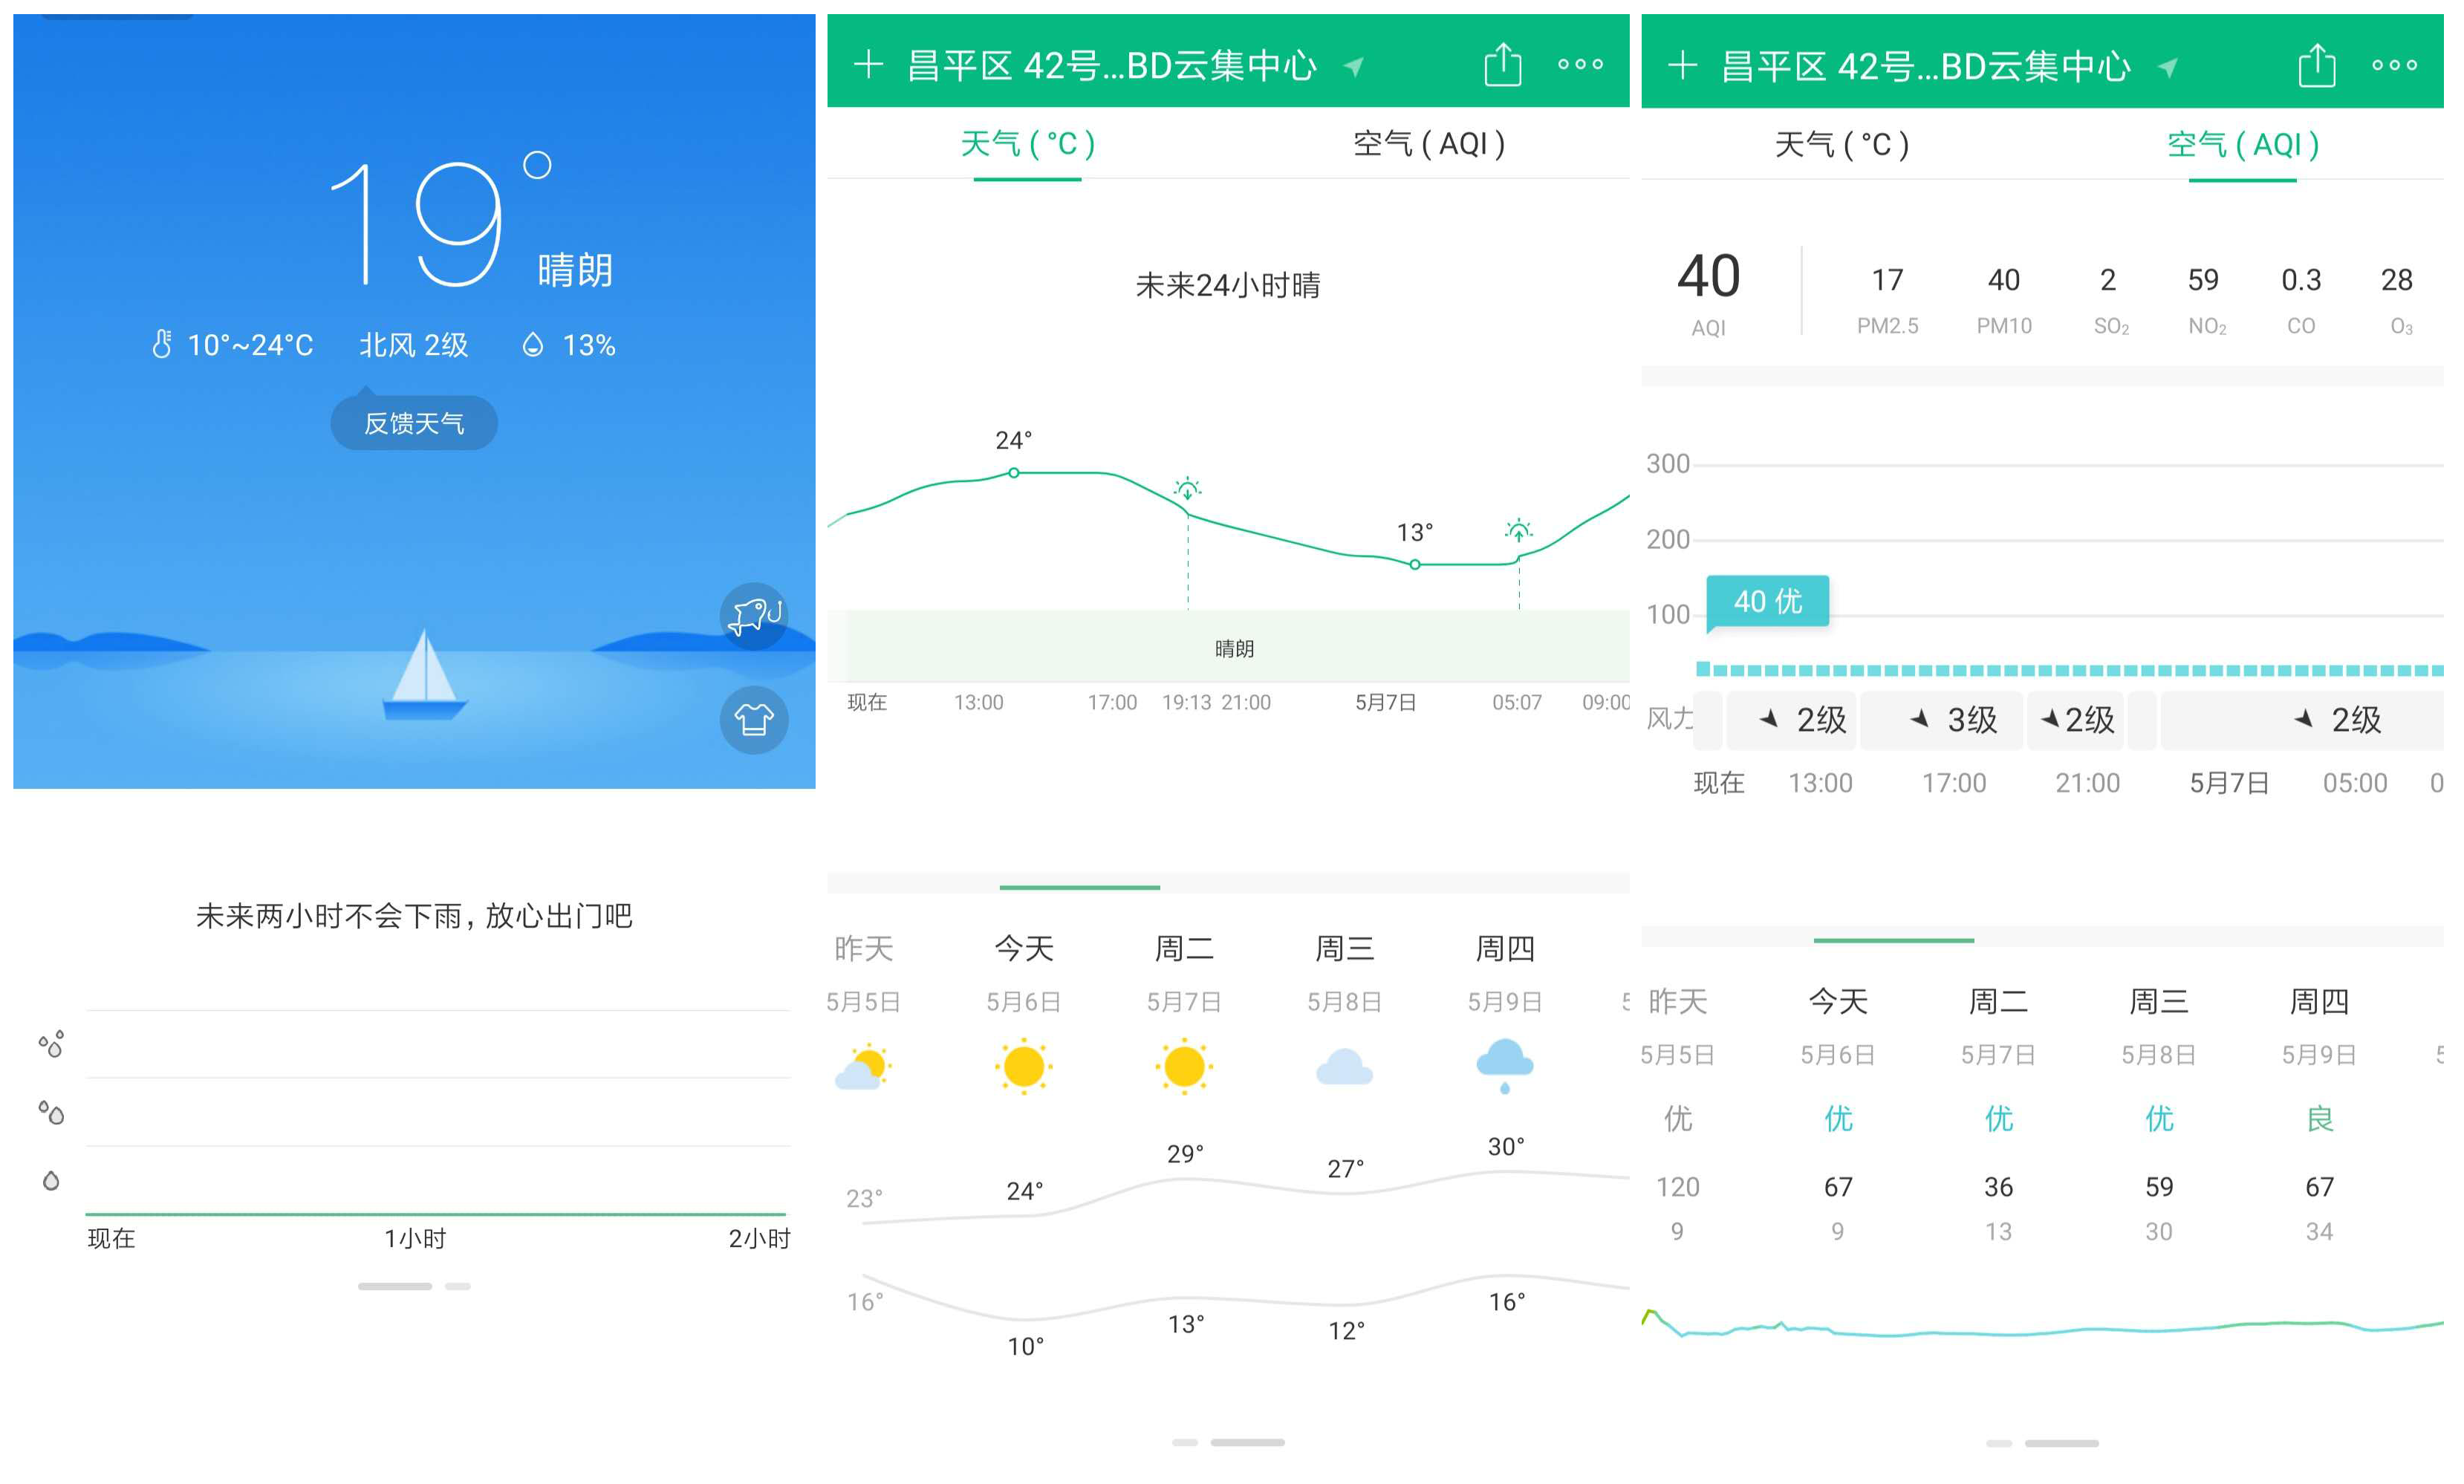 19°
晴朗
10°~24°C 北风 2级 13%
反馈天气
未来两小时不会下雨，放心出门吧
现在 1小时 2小时
昌平区 42号...BD云集中心
天气 ( °C ) 空气 ( AQI )
未来24小时晴
24°
13°
晴朗
现在 13:00 17:00 19:13 21:00 5月7日 05:07 09:00
昨天 今天 周二 周三 周四
5月5日 5月6日 5月7日 5月8日 5月9日
23° 24° 29° 27° 30°
16° 10° 13° 12° 16°
昌平区 42号...BD云集中心
天气 ( °C ) 空气 ( AQI )
40 17 40 2 59 0.3 28
AQI PM2.5 PM10 SO₂ NO₂ CO O₃
300
200
100
40 优
风力 2级 3级 2级 2级
现在 13:00 17:00 21:00 5月7日 05:00
昨天 今天 周二 周三 周四
5月5日 5月6日 5月7日 5月8日 5月9日
优 优 优 优 良
120 67 36 59 67
9 9 13 30 34